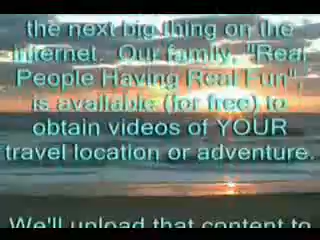 the next big thing on the
internet. Our family, "Real
People Having Real Fun",
is available (for free) to
obtain videos of YOUR
travel location or adventure.
We'll upload that content to